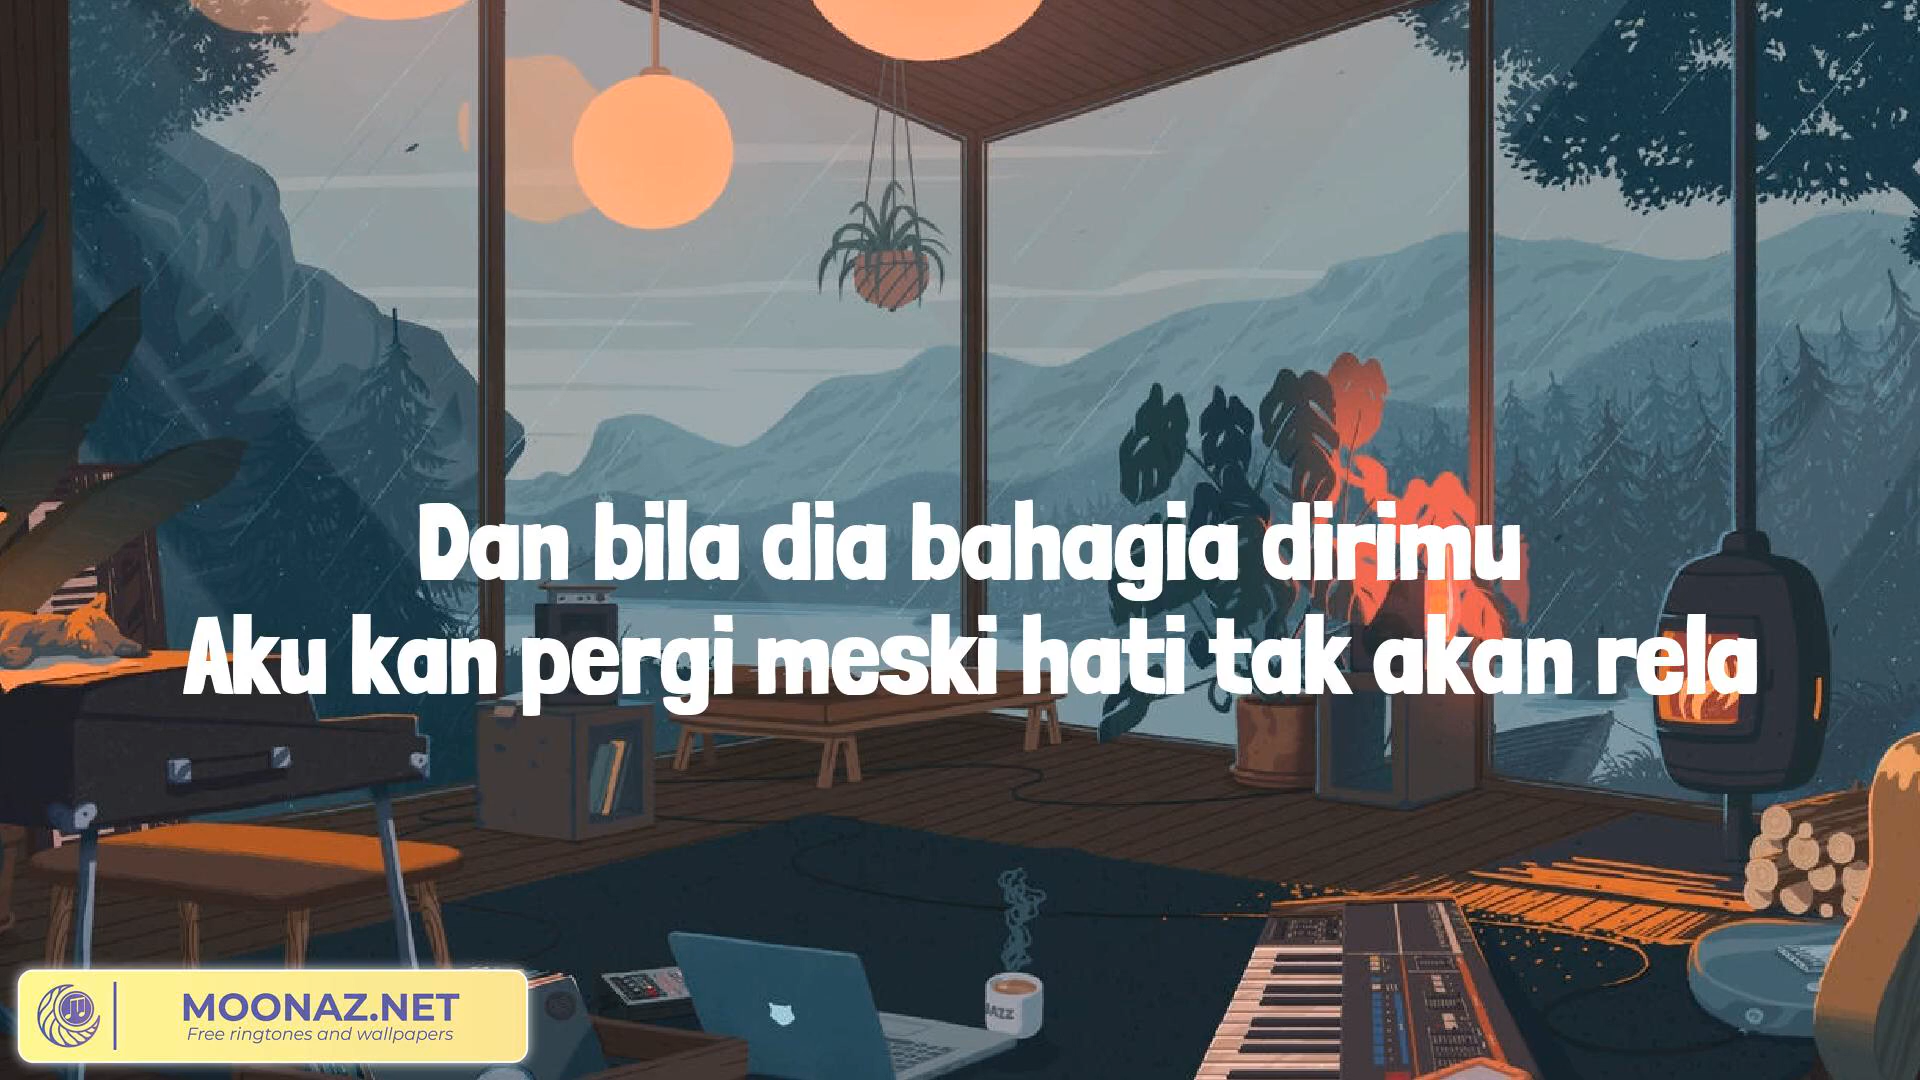 Dan bila dia bahagia dirimu
Aku kan pergi meski hati tak akan rela
JAZZ
MOONAZ.NET
Free ringtones and wallpapers